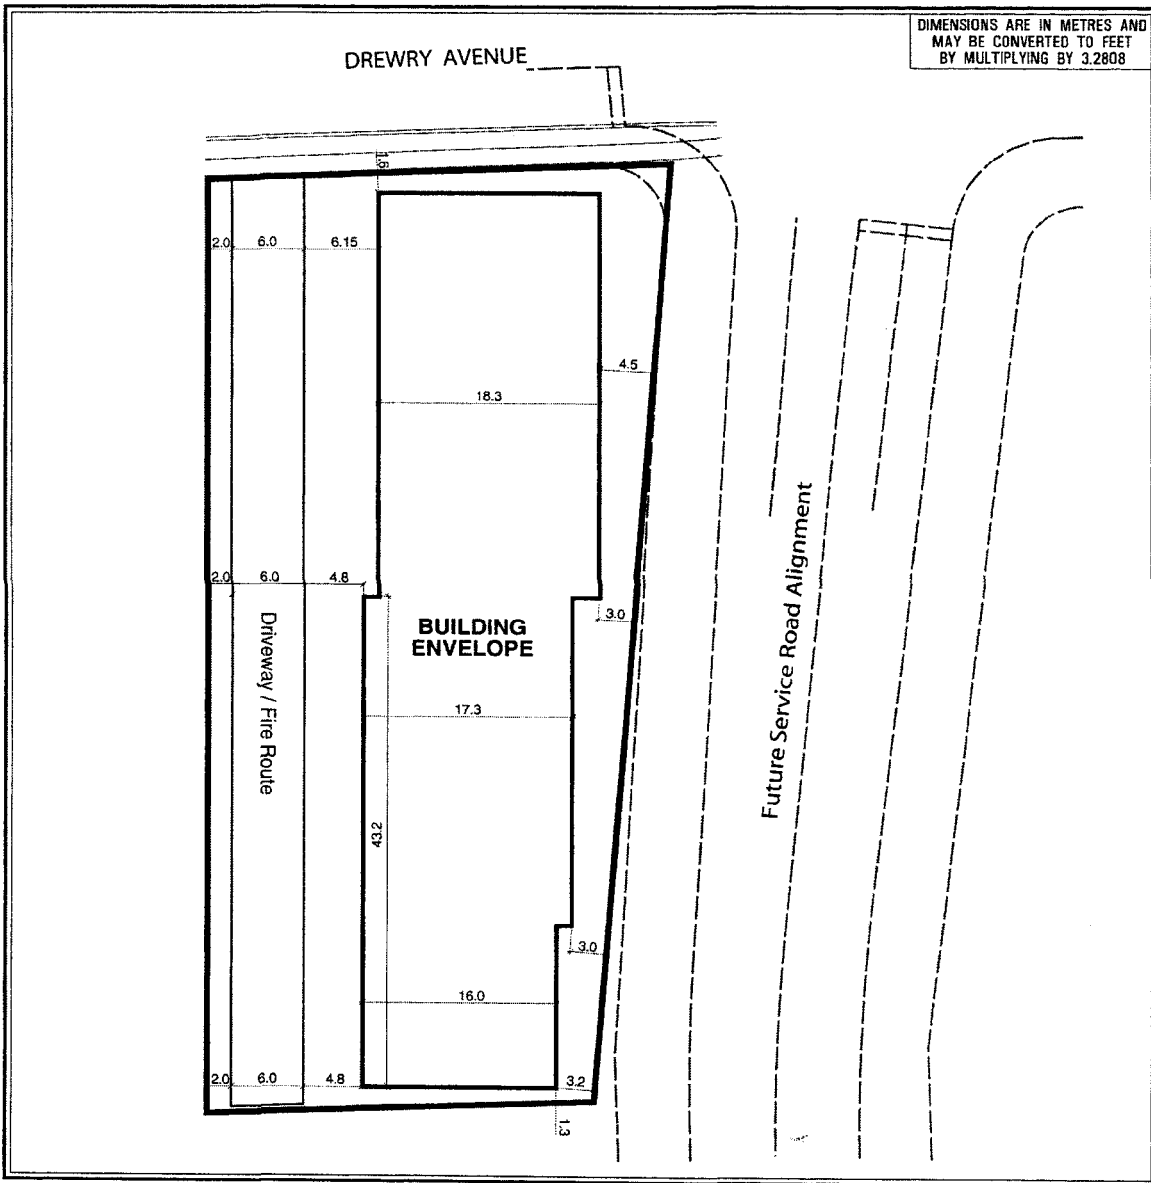 DIMENSIONS ARE IN METRES AND
MAY BE CONVERTED TO FEET
BY MULTIPLYING BY 3.2808
DREWRY AVENUE
1.6
2.0 6.0 6.15
4.5
18.3
2.0 6.0 4.8
3.0
BUILDING
ENVELOPE
Driveway / Fire Route
Future Service Road Alignment
17.3
43.2
3.0
16.0
2.0 6.0 4.8
3.2
1.3